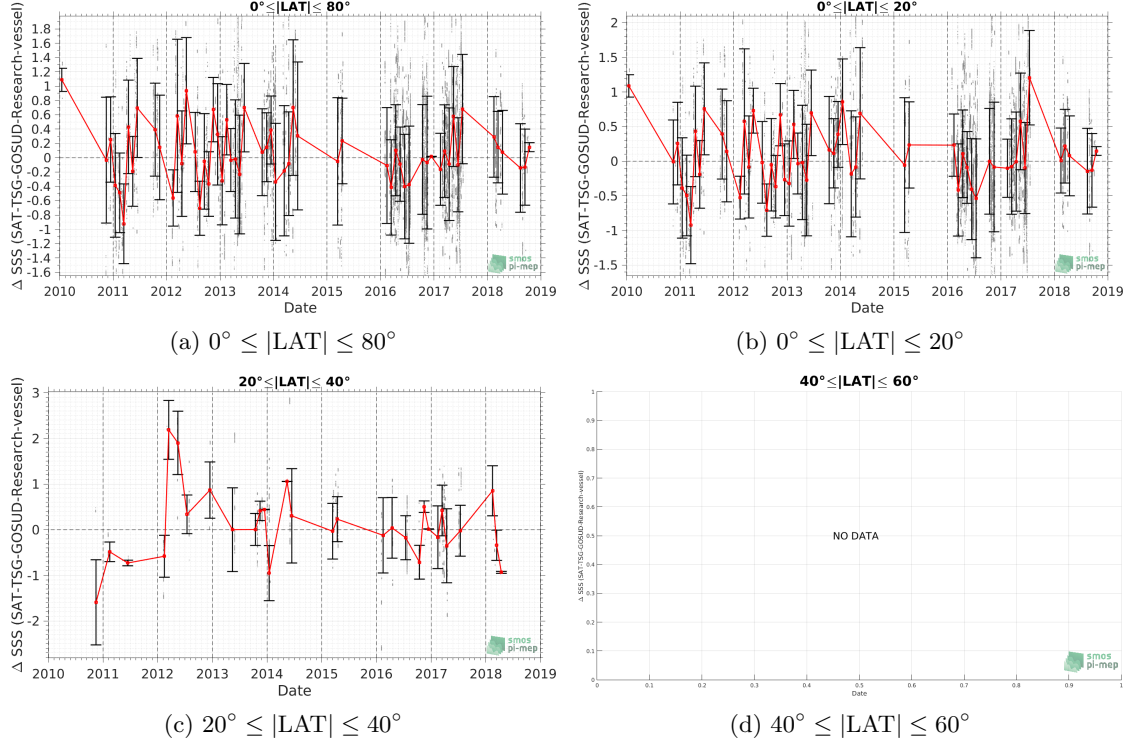 0°≤|LAT|≤ 80°
Δ SSS (SAT-TSG-GOSUD-Research-vessel)
1.8
1.6
1.4
1.2
1
0.8
0.6
0.4
0.2
0
-0.2
-0.4
-0.6
-0.8
-1
-1.2
-1.4
-1.6
smos
pi-mep
2010 2011 2012 2013 2014 2015 2016 2017 2018 2019
Date
(a) 0° ≤ |LAT| ≤ 80°
0°≤|LAT|≤ 20°
Δ SSS (SAT-TSG-GOSUD-Research-vessel)
2
1.5
1
0.5
0
-0.5
-1
-1.5
smos
pi-mep
2010 2011 2012 2013 2014 2015 2016 2017 2018 2019
Date
(b) 0° ≤ |LAT| ≤ 20°
20°≤|LAT|≤ 40°
Δ SSS (SAT-TSG-GOSUD-Research-vessel)
3
2
1
0
-1
-2
smos
pi-mep
2010 2011 2012 2013 2014 2015 2016 2017 2018 2019
Date
(c) 20° ≤ |LAT| ≤ 40°
40°≤|LAT|≤ 60°
Δ SSS (SAT-TSG-GOSUD-Research-vessel)
1
0.9
0.8
0.7
0.6
0.5
0.4
0.3
0.2
0.1
0
NO DATA
smos
pi-mep
0 0.1 0.2 0.3 0.4 0.5 0.6 0.7 0.8 0.9 1
Date
(d) 40° ≤ |LAT| ≤ 60°